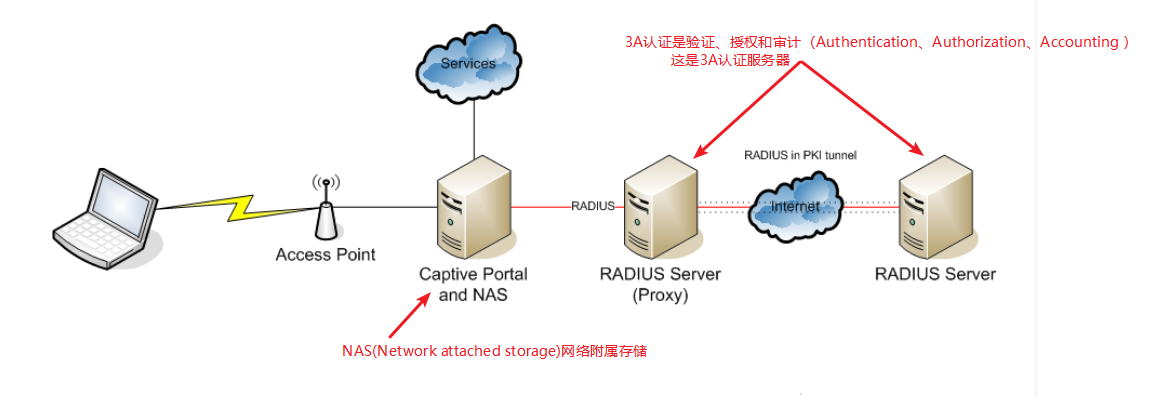 3A认证是验证、授权和审计（Authentication、Authorization、Accounting ）
这是3A认证服务器
Services
RADIUS in PKI tunnel
RADIUS
Internet
Access Point
Captive Portal
and NAS
RADIUS Server
(Proxy)
RADIUS Server
NAS(Network attached storage)网络附属存储